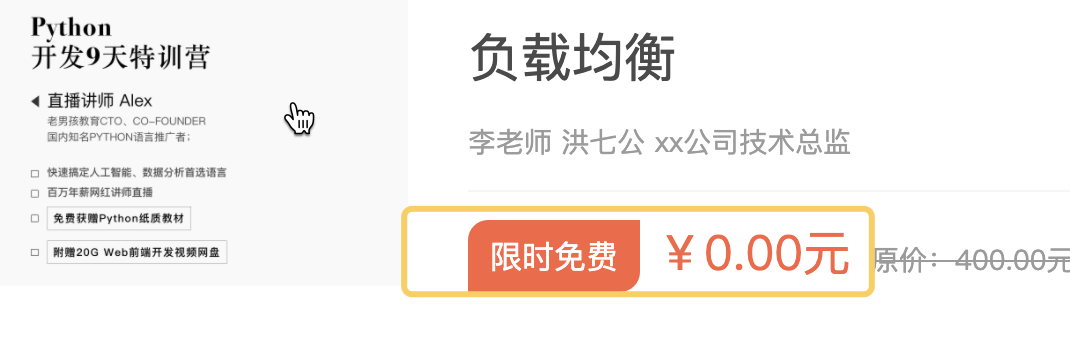 Python
开发9天特训营
直播讲师 Alex
老男孩教育CTO、CO-FOUNDER
国内知名PYTHON语言推广者；
快速搞定人工智能、数据分析首选语言
百万年薪网红讲师直播
免费获赠Python纸质教材
附赠20G Web前端开发视频网盘
负载均衡
李老师 洪七公 xx公司技术总监
限时免费 ￥0.00元 原价：400.00元